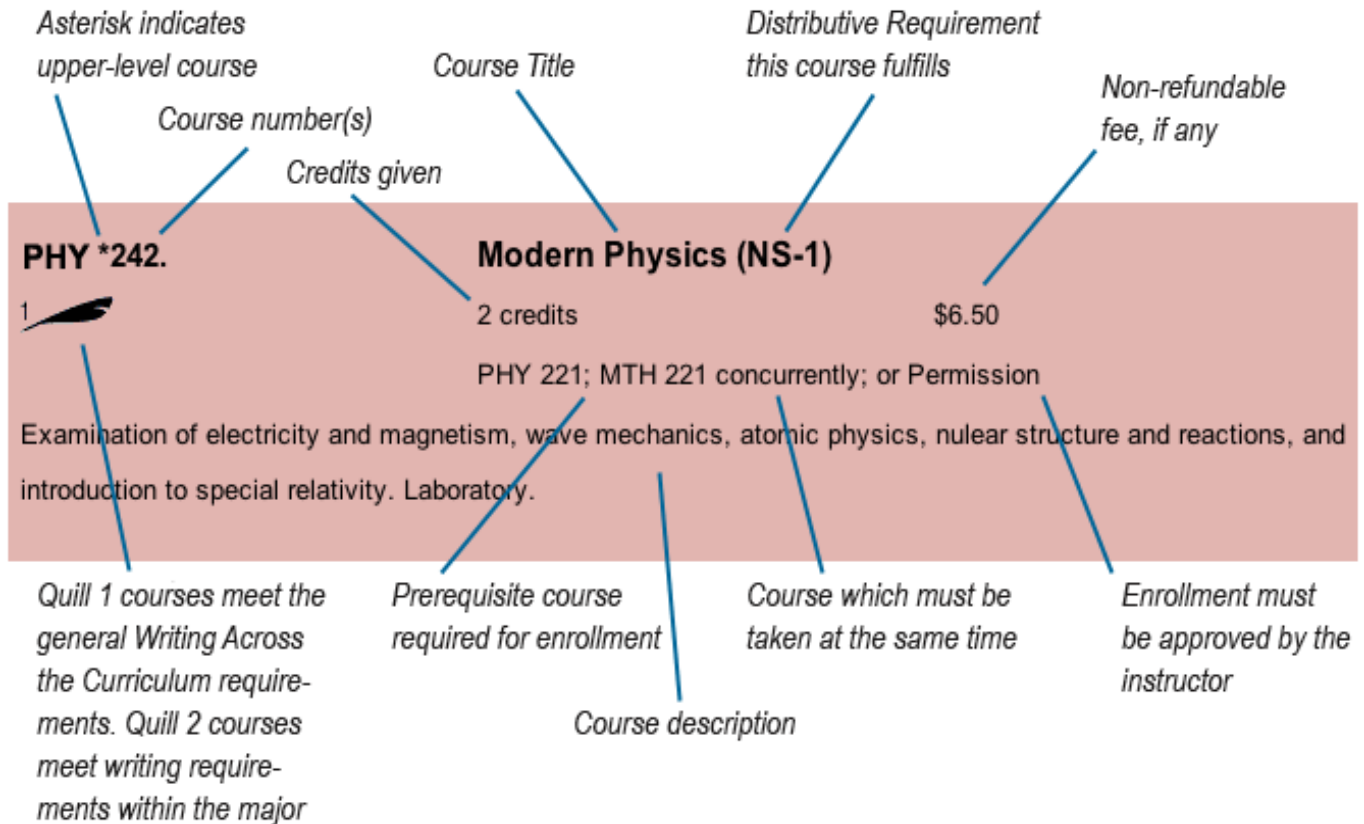 Asterisk indicates
upper-level course
Course number(s)
Credits given
Course Title
Distributive Requirement
this course fulfills
Non-refundable
fee, if any
PHY *242.
Modern Physics (NS-1)
1
2 credits
$6.50
PHY 221; MTH 221 concurrently; or Permission
Examination of electricity and magnetism, wave mechanics, atomic physics, nulear structure and reactions, and
introduction to special relativity. Laboratory.
Quill 1 courses meet the
general Writing Across
the Curriculum require-
ments. Quill 2 courses
meet writing require-
ments within the major
Prerequisite course
required for enrollment
Course description
Course which must be
taken at the same time
Enrollment must
be approved by the
instructor